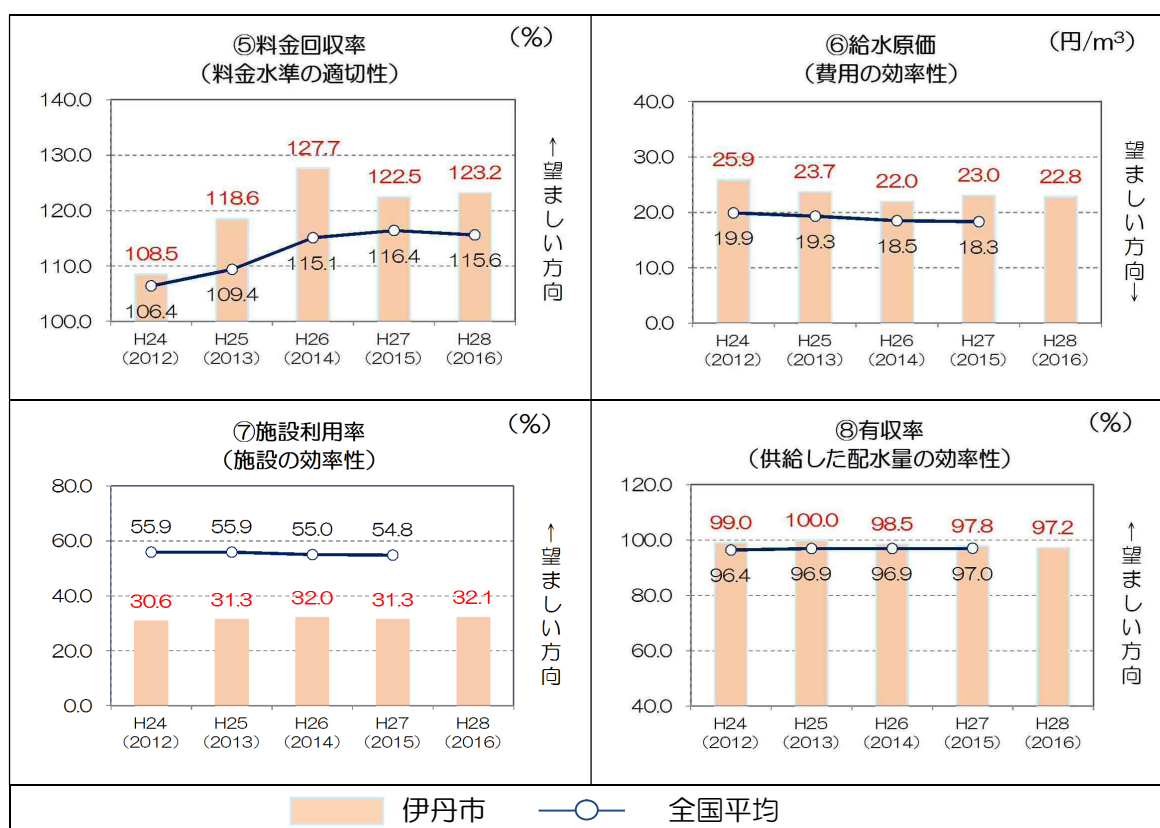 ⑤料金回収率
（料金水準の適切性）
（%）
140.0
130.0
120.0
110.0
100.0
108.5
118.6
127.7
122.5
123.2
106.4
109.4
115.1
116.4
115.6
H24
（2012）
H25
（2013）
H26
（2014）
H27
（2015）
H28
（2016）
←望ましい方向
⑥給水原価
（費用の効率性）
（円/m³）
40.0
30.0
20.0
10.0
0.0
25.9
23.7
22.0
23.0
22.8
19.9
19.3
18.5
18.3
H24
（2012）
H25
（2013）
H26
（2014）
H27
（2015）
H28
（2016）
望ましい方向→
⑦施設利用率
（施設の効率性）
（%）
80.0
60.0
40.0
20.0
0.0
55.9
55.9
55.0
54.8
30.6
31.3
32.0
31.3
32.1
H24
（2012）
H25
（2013）
H26
（2014）
H27
（2015）
H28
（2016）
←望ましい方向
⑧有収率
（供給した配水量の効率性）
（%）
120.0
100.0
80.0
60.0
40.0
99.0
100.0
98.5
97.8
97.2
96.4
96.9
96.9
97.0
H24
（2012）
H25
（2013）
H26
（2014）
H27
（2015）
H28
（2016）
←望ましい方向
伊丹市
全国平均